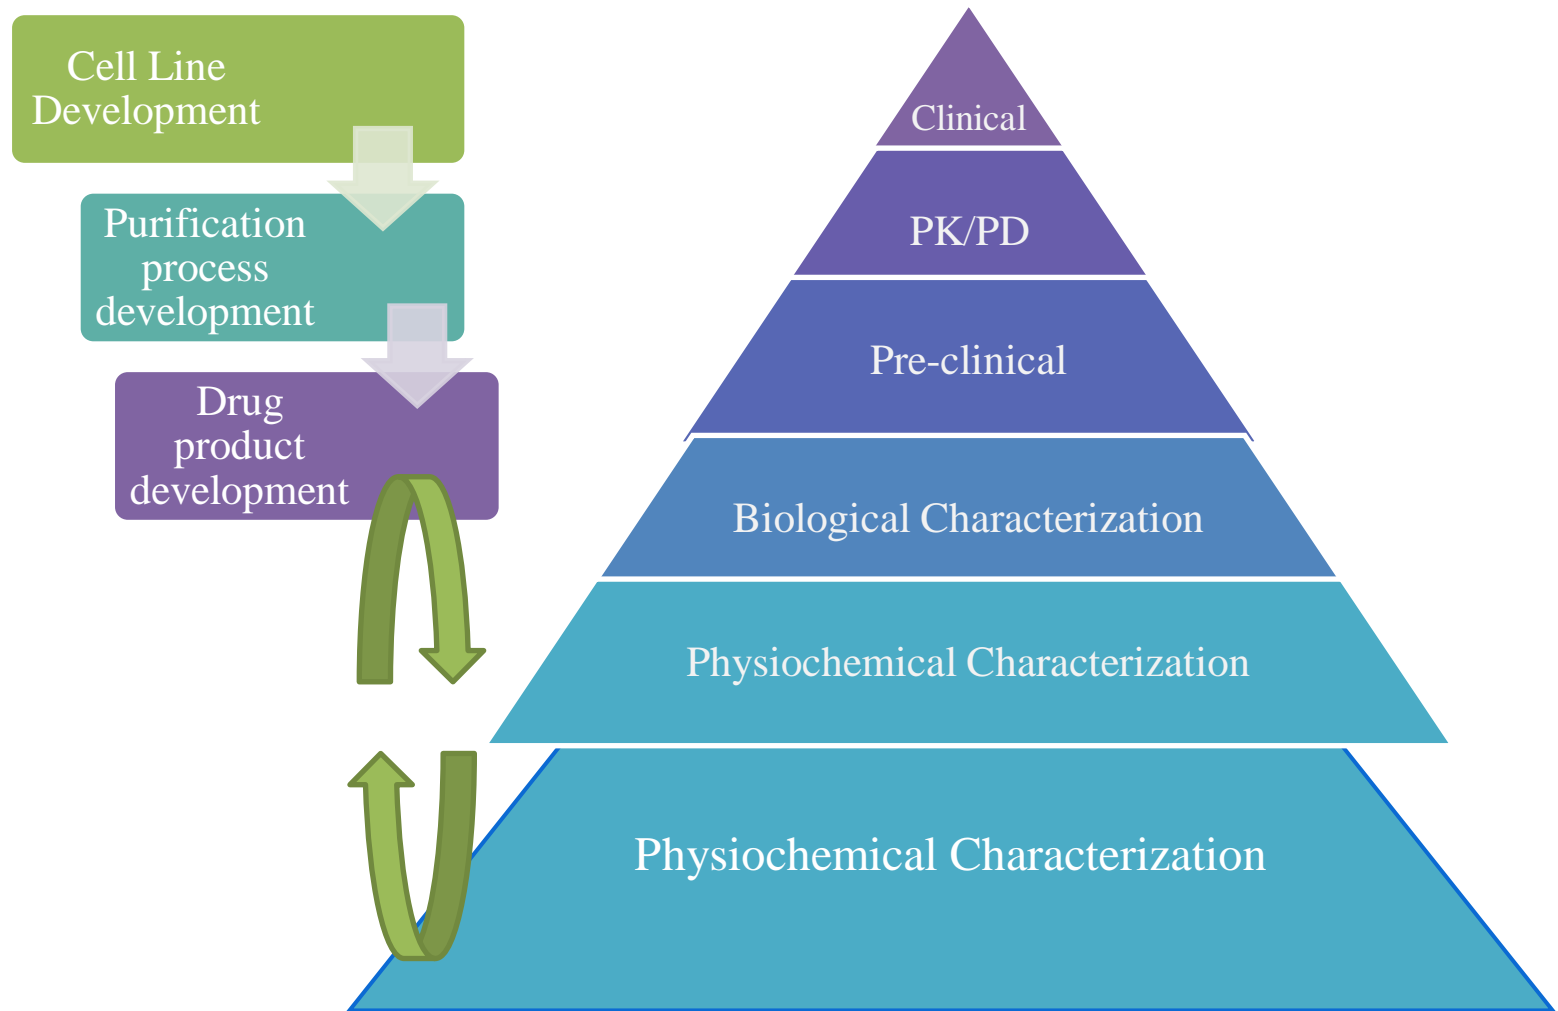 Cell Line
Development
Purification
process
development
Drug
product
development
Clinical
PK/PD
Pre-clinical
Biological Characterization
Physiochemical Characterization
Physiochemical Characterization